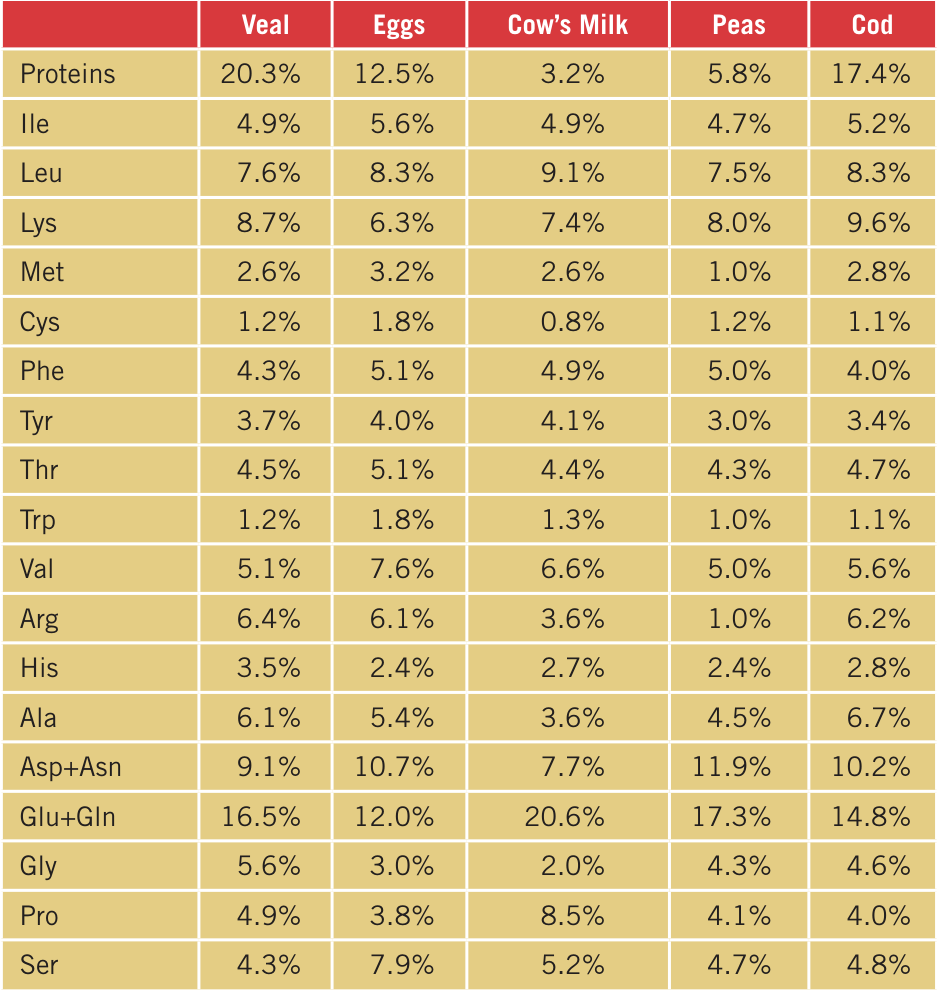 Veal Eggs Cow’s Milk Peas Cod
Proteins 20.3% 12.5% 3.2% 5.8% 17.4%
Ile 4.9% 5.6% 4.9% 4.7% 5.2%
Leu 7.6% 8.3% 9.1% 7.5% 8.3%
Lys 8.7% 6.3% 7.4% 8.0% 9.6%
Met 2.6% 3.2% 2.6% 1.0% 2.8%
Cys 1.2% 1.8% 0.8% 1.2% 1.1%
Phe 4.3% 5.1% 4.9% 5.0% 4.0%
Tyr 3.7% 4.0% 4.1% 3.0% 3.4%
Thr 4.5% 5.1% 4.4% 4.3% 4.7%
Trp 1.2% 1.8% 1.3% 1.0% 1.1%
Val 5.1% 7.6% 6.6% 5.0% 5.6%
Arg 6.4% 6.1% 3.6% 1.0% 6.2%
His 3.5% 2.4% 2.7% 2.4% 2.8%
Ala 6.1% 5.4% 3.6% 4.5% 6.7%
Asp+Asn 9.1% 10.7% 7.7% 11.9% 10.2%
Glu+Gln 16.5% 12.0% 20.6% 17.3% 14.8%
Gly 5.6% 3.0% 2.0% 4.3% 4.6%
Pro 4.9% 3.8% 8.5% 4.1% 4.0%
Ser 4.3% 7.9% 5.2% 4.7% 4.8%